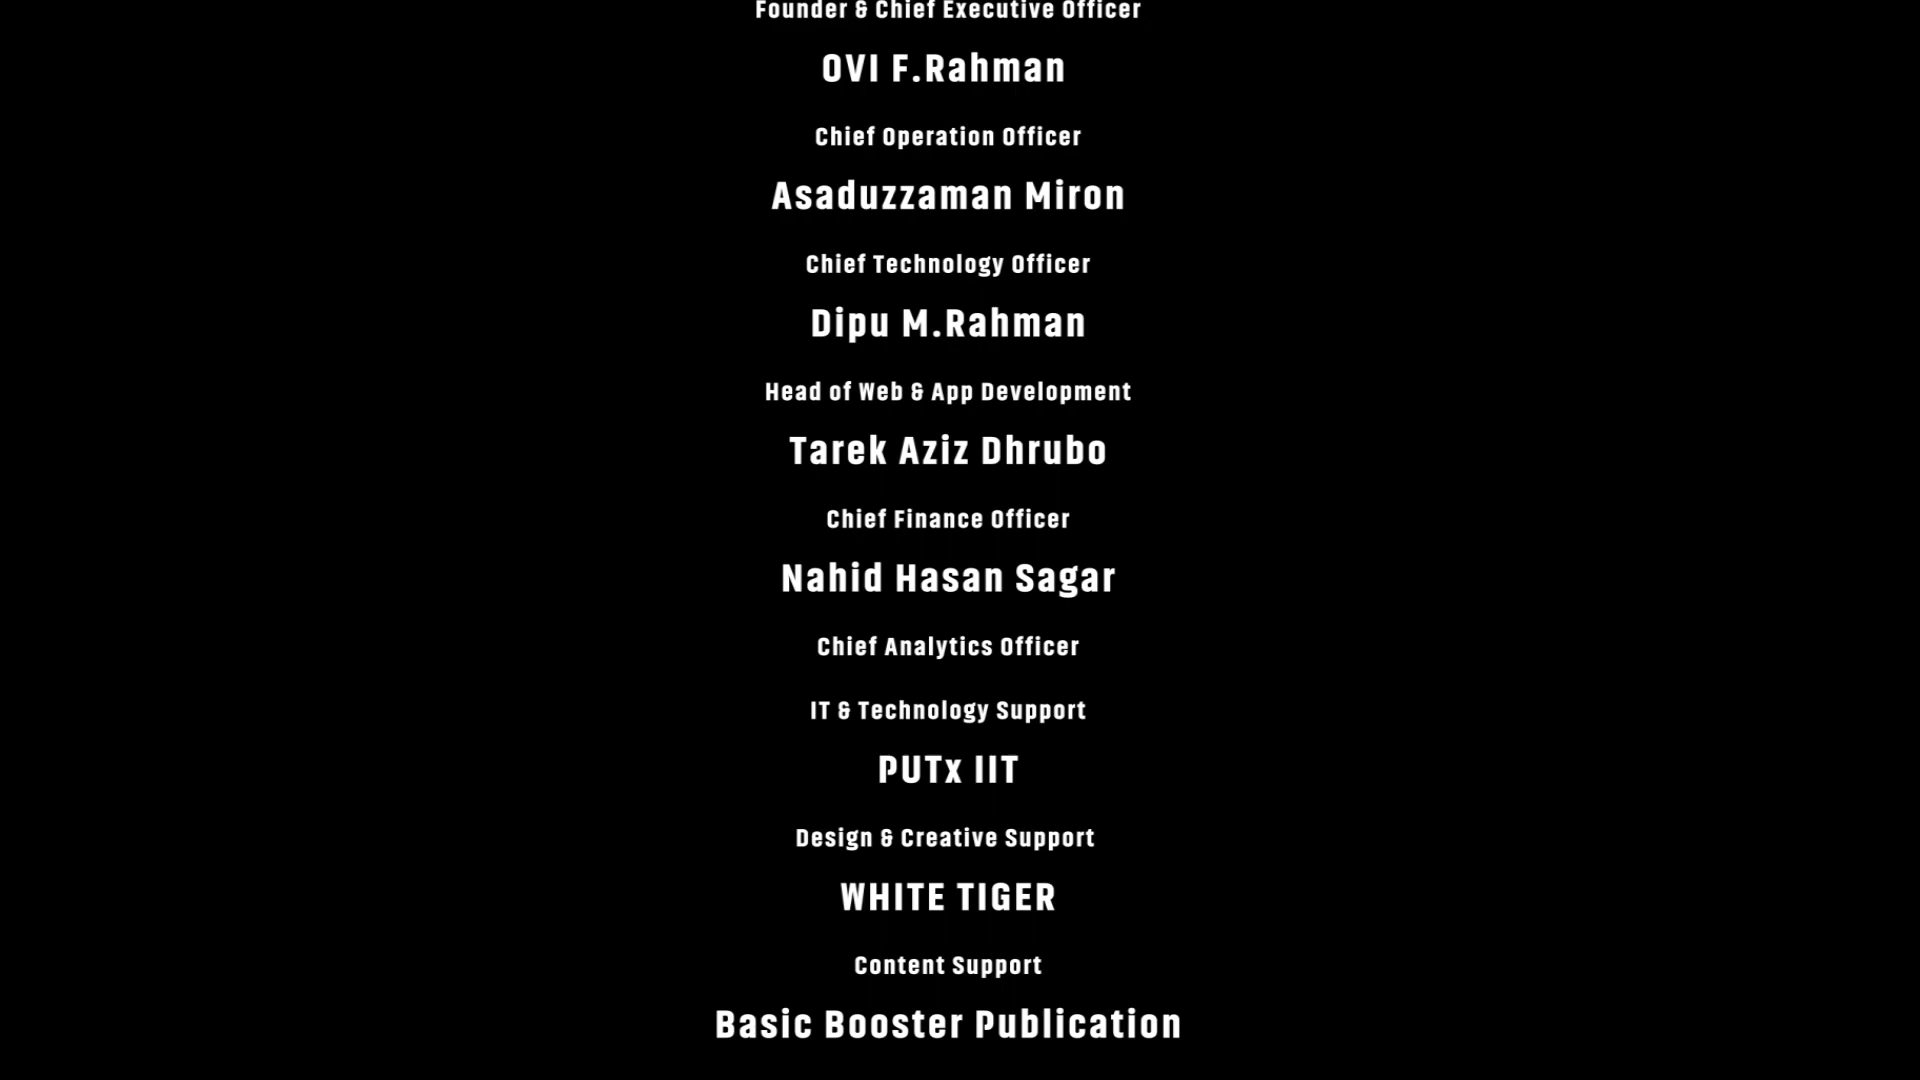 Founder & Chief Executive Officer
OVI F.Rahman
Chief Operation Officer
Asaduzzaman Miron
Chief Technology Officer
Dipu M.Rahman
Head of Web & App Development
Tarek Aziz Dhrubo
Chief Finance Officer
Nahid Hasan Sagar
Chief Analytics Officer
IT & Technology Support
PUTx IIT
Design & Creative Support
WHITE TIGER
Content Support
Basic Booster Publication